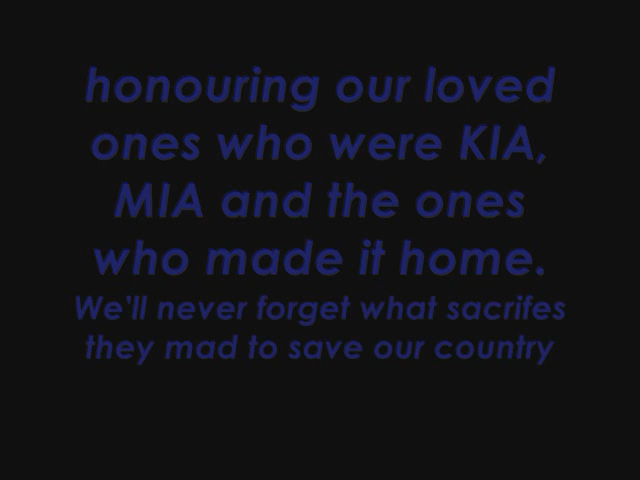 honouring our loved
ones who were KIA,
MIA and the ones
who made it home.
We'll never forget what sacrifes
they mad to save our country